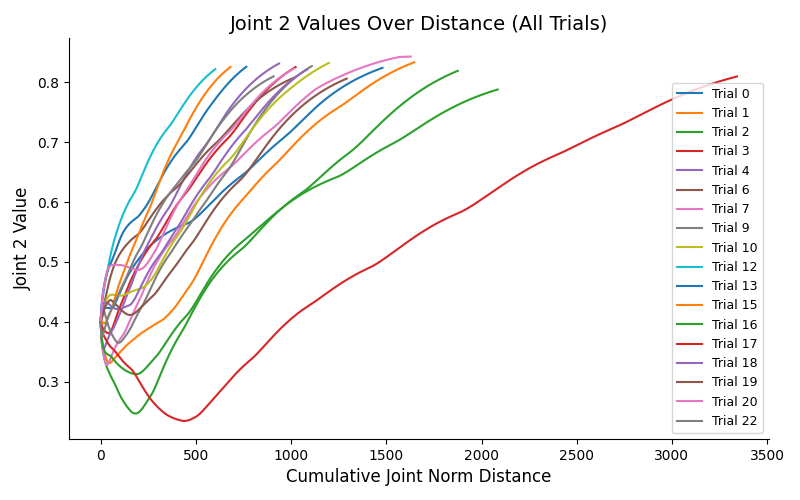 Joint 2 Values Over Distance (All Trials)
Joint 2 Value
0.8
0.7
0.6
0.5
0.4
0.3
0
500
1000
1500
2000
2500
3000
3500
Cumulative Joint Norm Distance
Trial 0
Trial 1
Trial 2
Trial 3
Trial 4
Trial 6
Trial 7
Trial 9
Trial 10
Trial 12
Trial 13
Trial 15
Trial 16
Trial 17
Trial 18
Trial 19
Trial 20
Trial 22